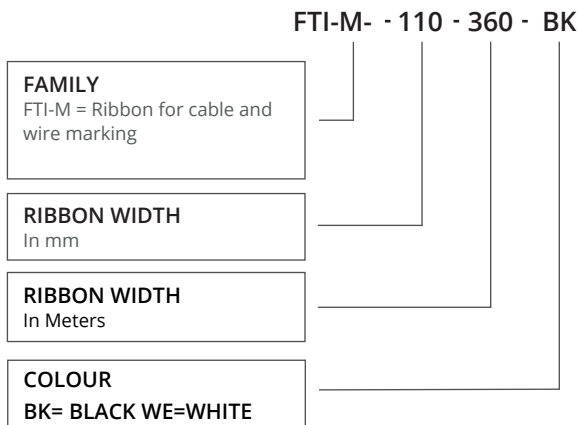 FTI-M- - 110 - 360 - BK
FAMILY
FTI-M = Ribbon for cable and
wire marking
RIBBON WIDTH
In mm
RIBBON WIDTH
In Meters
COLOUR
BK= BLACK WE=WHITE